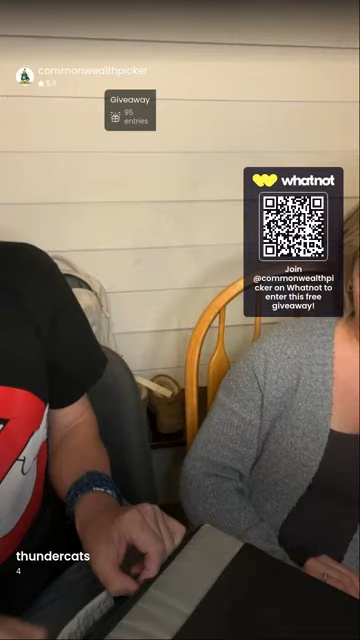 commonwealthpicker
5.0
Giveaway
95
entries
whatnot
Join
@commonwealthpi
cker on Whatnot to
enter this free
giveaway!
thundercats
4